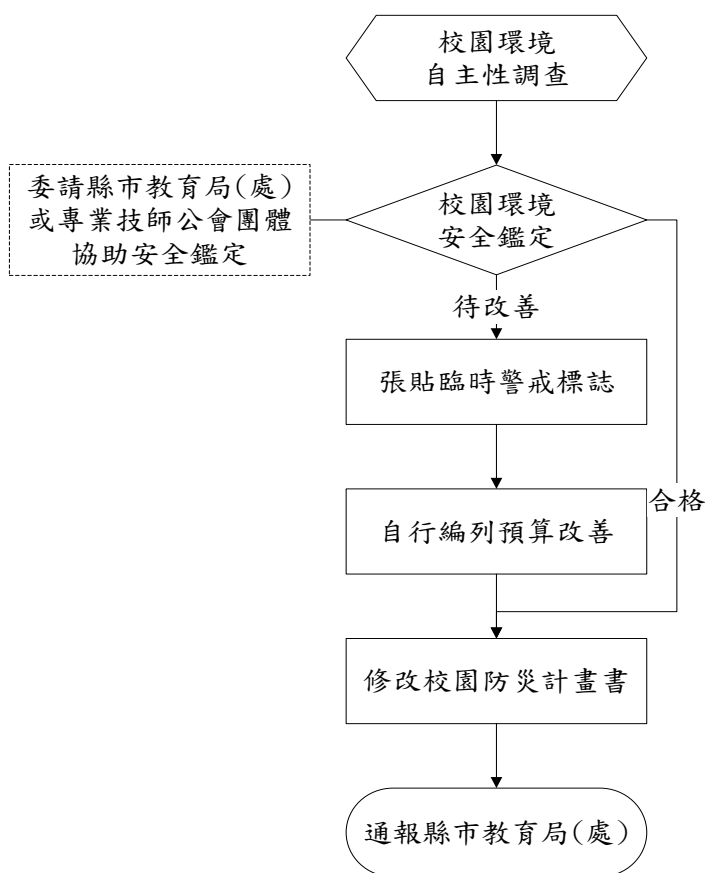 校園環境
自主性調查
委請縣市教育局(處)
或專業技師公會團體
協助安全鑑定
校園環境
安全鑑定
待改善
張貼臨時警戒標誌
自行編列預算改善
合格
修改校園防災計畫書
通報縣市教育局(處)